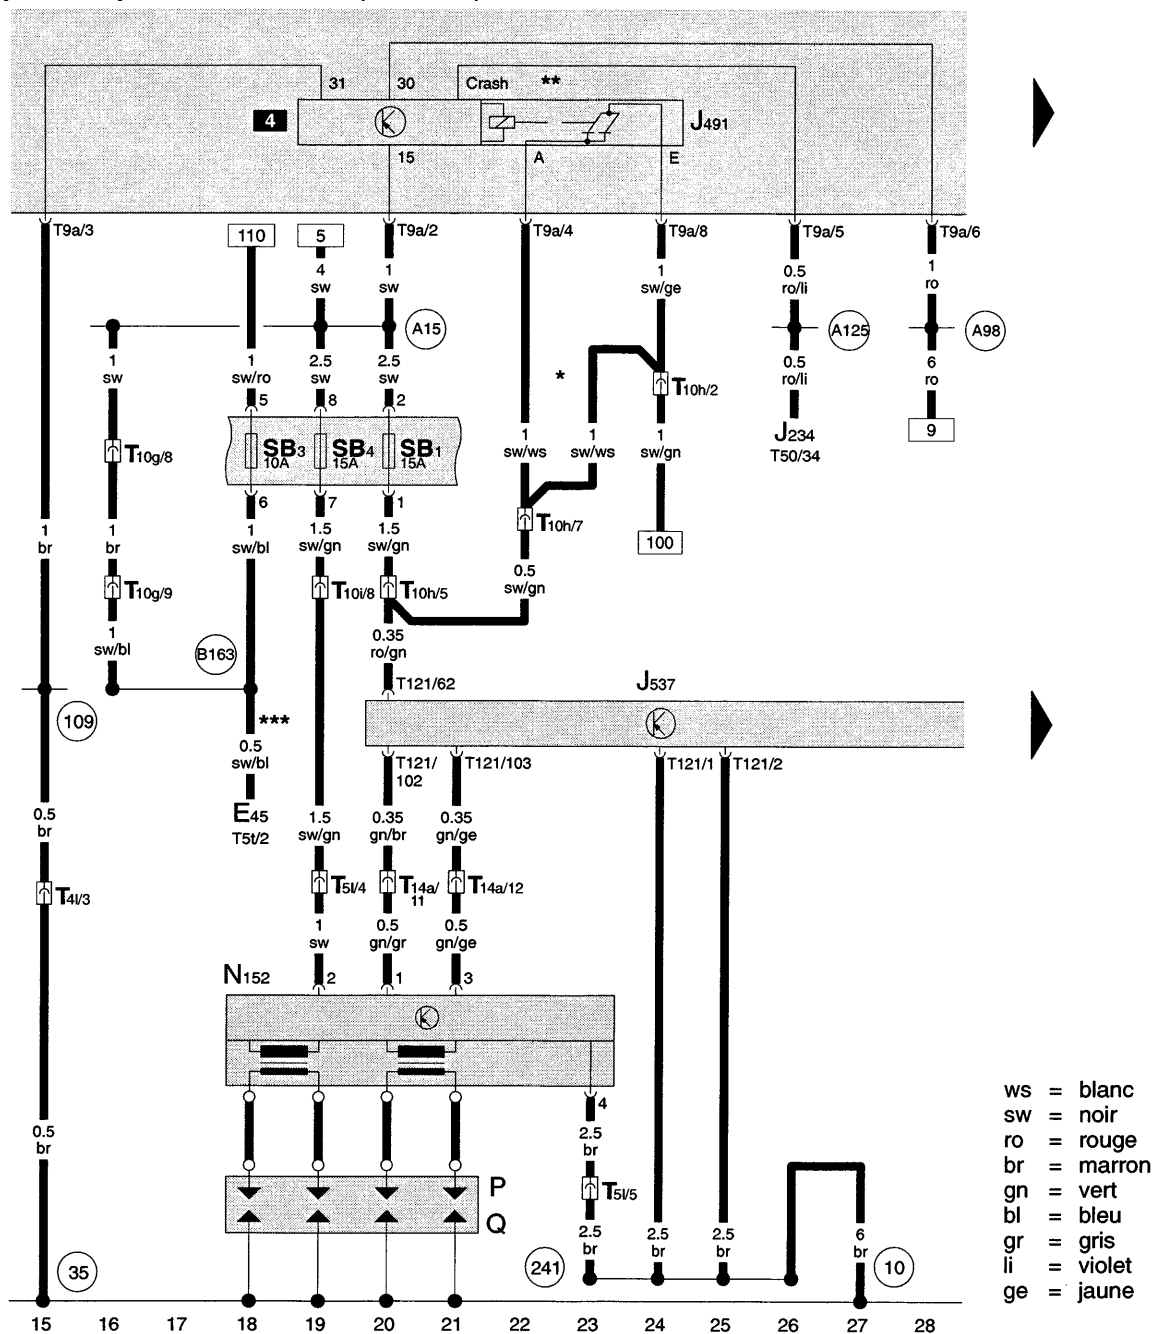 31 30 Crash **
4 J491
15 A E
T9a/3 110 5 T9a/2 T9a/4 T9a/8 T9a/5 T9a/6
4 1 1 0.5 1
sw sw sw/ge ro/li ro
A15 A125 A98
1 1 2.5 2.5 * 0.5 6
sw sw/ro sw sw T10h/2 ro/li ro
5 8 2
J234 9
T50/34
T10g/8 SB3 SB4 SB1 1 1 1
10A 15A 15A sw/ws sw/ws sw/gn
6 7 1
1 1 1 1.5 1.5 T10h/7 100
br br sw/bl sw/gn sw/gn
0.5
sw/gn
T10g/9 T10i/8 T10h/5
1 0.35
sw/bl B163 ro/gn
T121/62 J537
109 ***
0.5
sw/bl
T121/ T121/103 T121/1 T121/2
102
E45
T5t/2
0.5 1.5 0.35 0.35
br sw/gn gn/br gn/ge
T4l/3 T5l/4 T14a/ T14a/12
11
1 0.5 0.5
sw gn/gr gn/ge
N152 2 1 3
4
0.5 2.5
br br
T5l/5
P
Q
2.5 2.5 2.5 6
br br br br
35 241 10
15 16 17 18 19 20 21 22 23 24 25 26 27 28
ws = blanc
sw = noir
ro = rouge
br = marron
gn = vert
bl = bleu
gr = gris
li = violet
ge = jaune